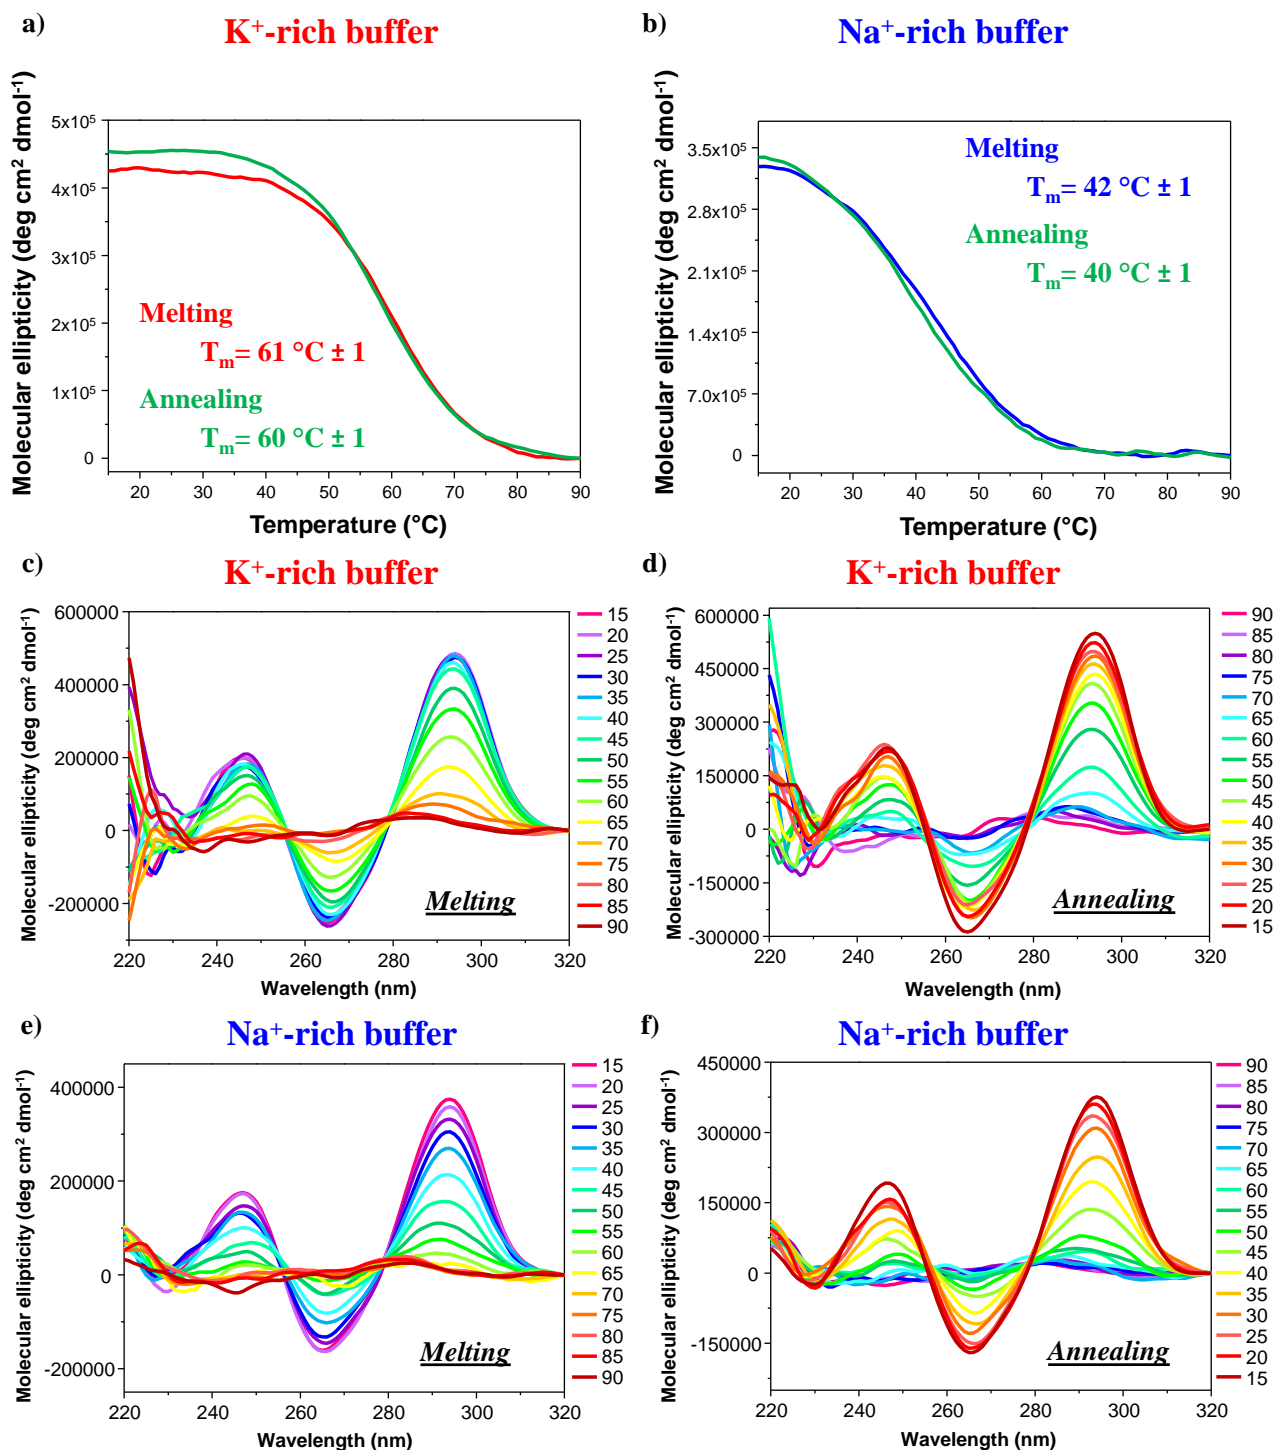 a)
K⁺-rich buffer
Molecular ellipticity (deg cm² dmol⁻¹)
5x10⁵
4x10⁵
3x10⁵
2x10⁵
1x10⁵
0
Melting
Tₘ= 61 °C ± 1
Annealing
Tₘ= 60 °C ± 1
20 30 40 50 60 70 80 90
Temperature (°C)
b)
Na⁺-rich buffer
Molecular ellipticity (deg cm² dmol⁻¹)
3.5x10⁵
2.8x10⁵
2.1x10⁵
1.4x10⁵
7.0x10⁵
0
Melting
Tₘ= 42 °C ± 1
Annealing
Tₘ= 40 °C ± 1
20 30 40 50 60 70 80 90
Temperature (°C)
c)
K⁺-rich buffer
Molecular ellipticity (deg cm² dmol⁻¹)
600000
400000
200000
0
-200000
220 240 260 280 300 320
Wavelength (nm)
Melting
15
20
25
30
35
40
45
50
55
60
65
70
75
80
85
90
d)
K⁺-rich buffer
Molecular ellipticity (deg cm² dmol⁻¹)
600000
450000
300000
150000
0
-150000
-300000
220 240 260 280 300 320
Wavelength (nm)
Annealing
90
85
80
75
70
65
60
55
50
45
40
35
30
25
20
15
e)
Na⁺-rich buffer
Molecular ellipticity (deg cm² dmol⁻¹)
400000
200000
0
-200000
220 240 260 280 300 320
Wavelength (nm)
Melting
15
20
25
30
35
40
45
50
55
60
65
70
75
80
85
90
f)
Na⁺-rich buffer
Molecular ellipticity (deg cm² dmol⁻¹)
450000
300000
150000
0
-150000
220 240 260 280 300 320
Wavelength (nm)
Annealing
90
85
80
75
70
65
60
55
50
45
40
35
30
25
20
15